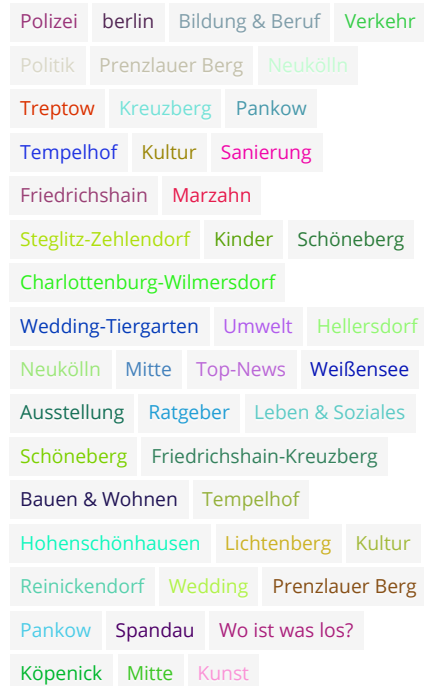 Polizei berlin Bildung & Beruf Verkehr
Politik Prenzlauer Berg Neukölln
Treptow Kreuzberg Pankow
Tempelhof Kultur Sanierung
Friedrichshain Marzahn
Steglitz-Zehlendorf Kinder Schöneberg
Charlottenburg-Wilmersdorf
Wedding-Tiergarten Umwelt Hellersdorf
Neukölln Mitte Top-News Weißensee
Ausstellung Ratgeber Leben & Soziales
Schöneberg Friedrichshain-Kreuzberg
Bauen & Wohnen Tempelhof
Hohenschönhausen Lichtenberg Kultur
Reinickendorf Wedding Prenzlauer Berg
Pankow Spandau Wo ist was los?
Köpenick Mitte Kunst